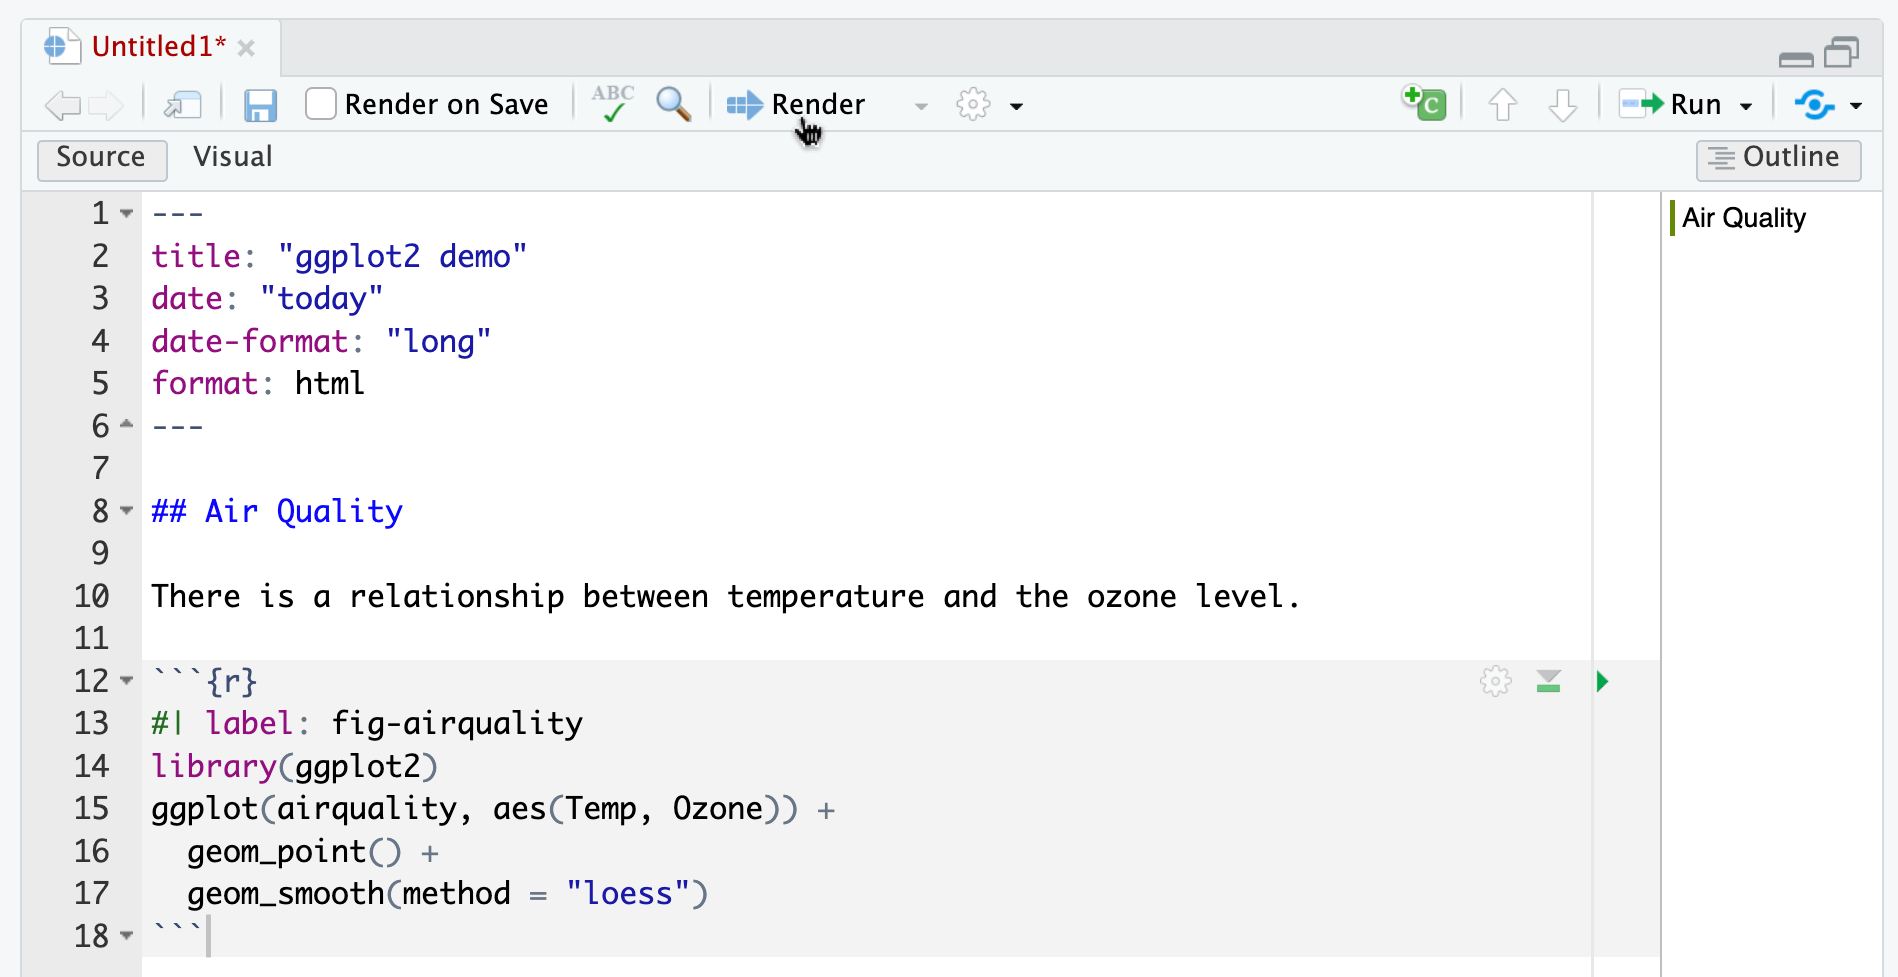 Untitled1*
Render on Save ABC Render C Run
Source Visual Outline
1 ---
2 title: "ggplot2 demo"
3 date: "today"
4 date-format: "long"
5 format: html
6 ---
7
8 ## Air Quality
9
10 There is a relationship between temperature and the ozone level.
11
12 ```{r}
13 #| label: fig-airquality
14 library(ggplot2)
15 ggplot(airquality, aes(Temp, Ozone)) +
16   geom_point() +
17   geom_smooth(method = "loess")
18 ```
Air Quality